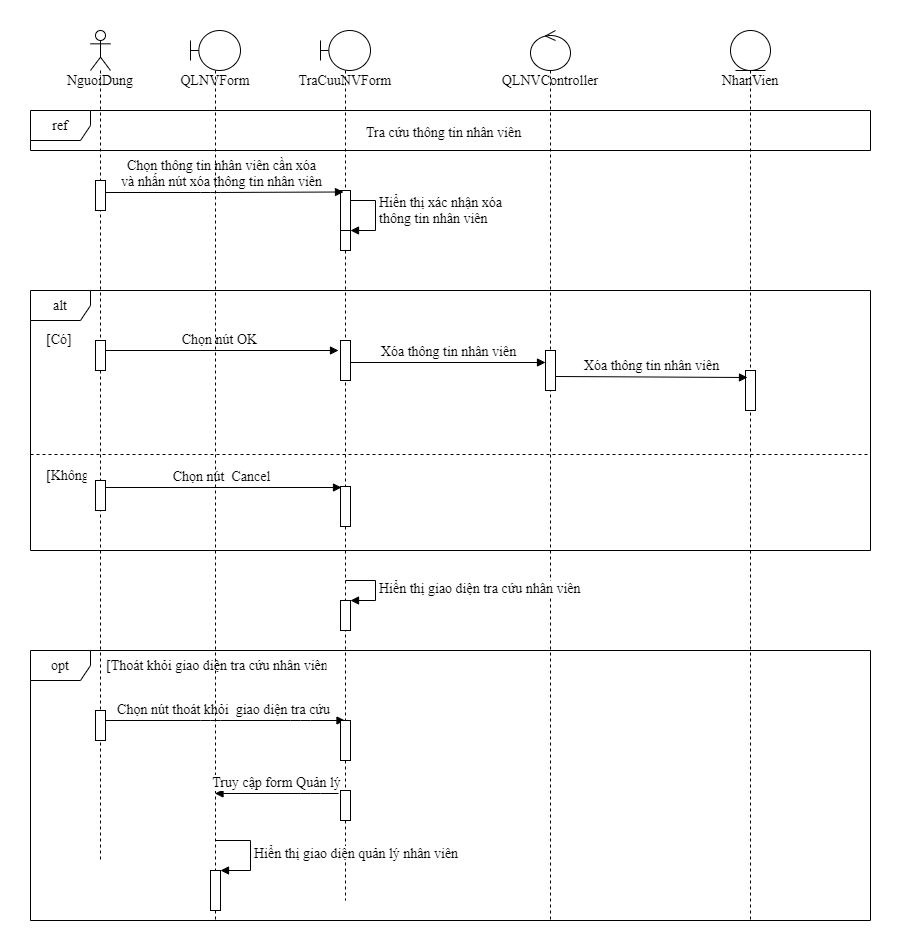 NguoiDung
QLNVForm
TraCuuNVForm
QLNVController
NhanVien
ref
Tra cứu thông tin nhân viên
Chọn thông tin nhân viên cần xóa
và nhấn nút xóa thông tin nhân viên
Hiển thị xác nhận xóa
thông tin nhân viên
alt
[Có]
Chọn nút OK
Xóa thông tin nhân viên
Xóa thông tin nhân viên
[Không
Chọn nút Cancel
Hiển thị giao diện tra cứu nhân viên
opt
[Thoát khỏi giao diện tra cứu nhân viên
Chọn nút thoát khỏi giao diện tra cứu
Truy cập form Quản lý
Hiển thị giao diện quản lý nhân viên